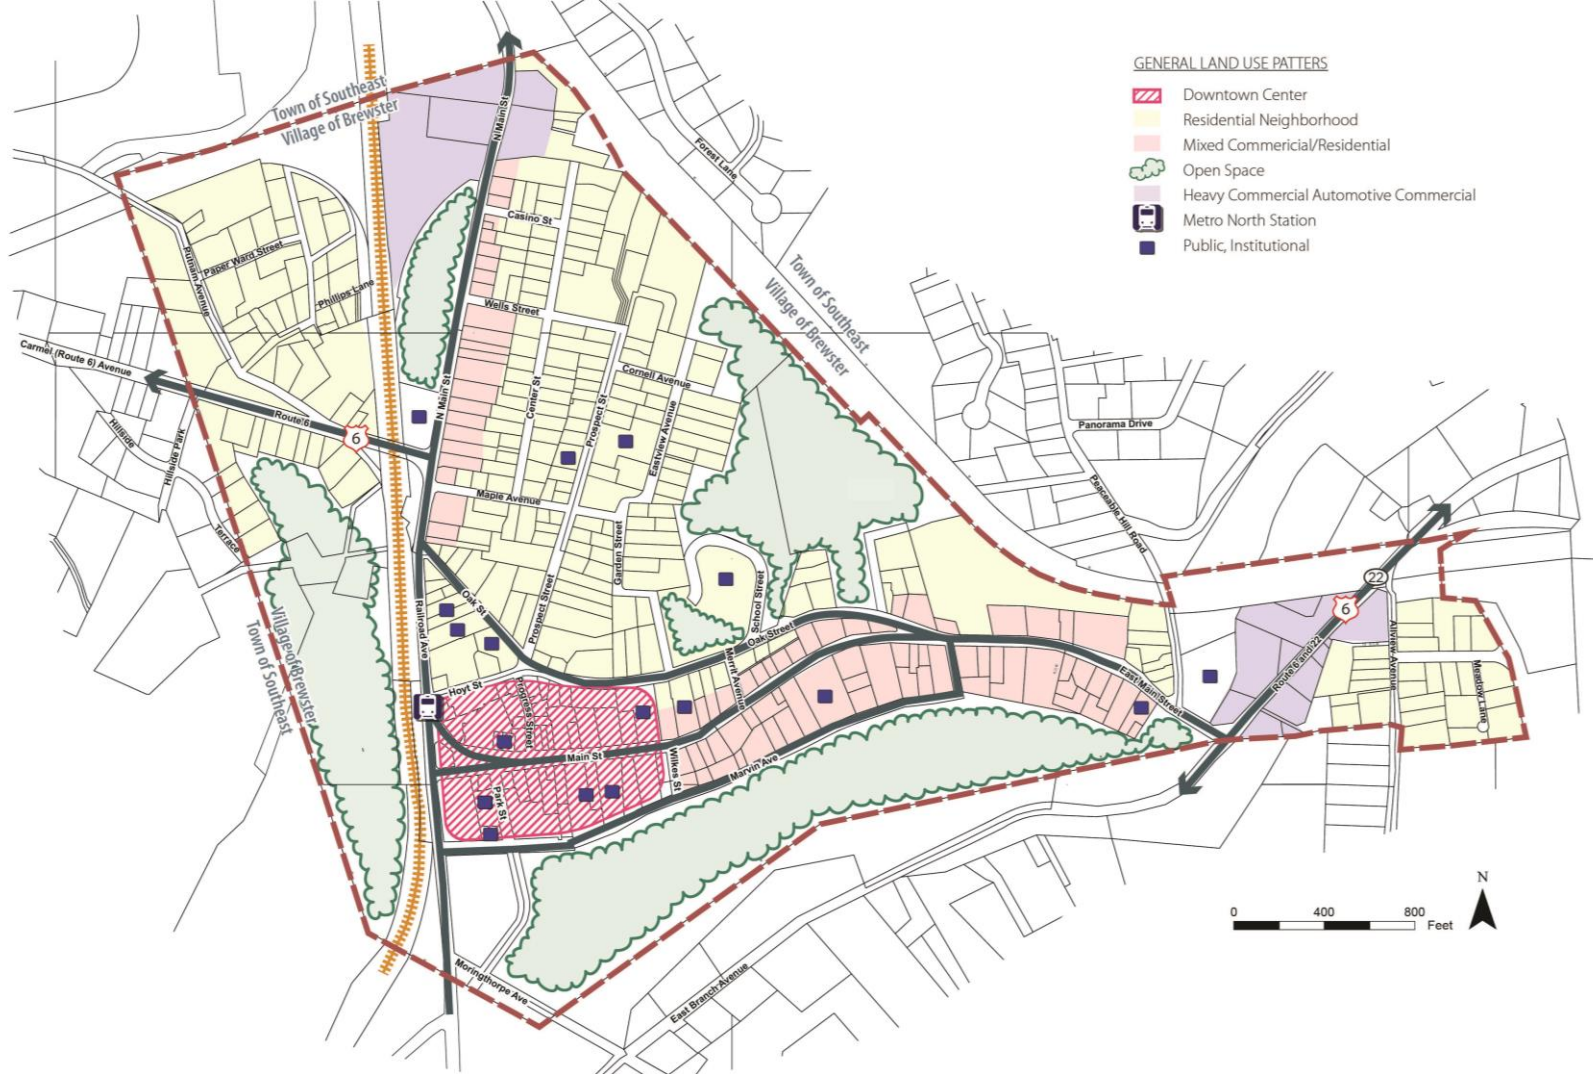 GENERAL LAND USE PATTERS
Downtown Center
Residential Neighborhood
Mixed Commericial/Residential
Open Space
Heavy Commercial Automotive Commercial
Metro North Station
Public, Institutional
Town of Southeast
Village of Brewster
N Main St
Forest Lane
Casino St
Putnam Avenue
Paper Ward Street
Phillips Lane
Town of Southeast
Village of Brewster
Wells Street
Carmel (Route 6) Avenue
Route 6
6
N Main St
Center St
Cornell Avenue
Prospect St
Eastview Avenue
Hillside
Hillside Park
Terrace
Panorama Drive
Peaceable Hill Road
Maple Avenue
Garden Street
Prospect Street
School Street
Oak St
Railroad Ave
Oak Street
Merrit Avenue
22
6
Route 6 and 22
Allview Avenue
Meadow Lane
East Main Street
Village of Brewster
Town of Southeast
Hoyt St
Progress Street
Main St
Wilkes St
Marvin Ave
Park St
Moringthorpe Ave
East Branch Avenue
0 400 800
Feet
N